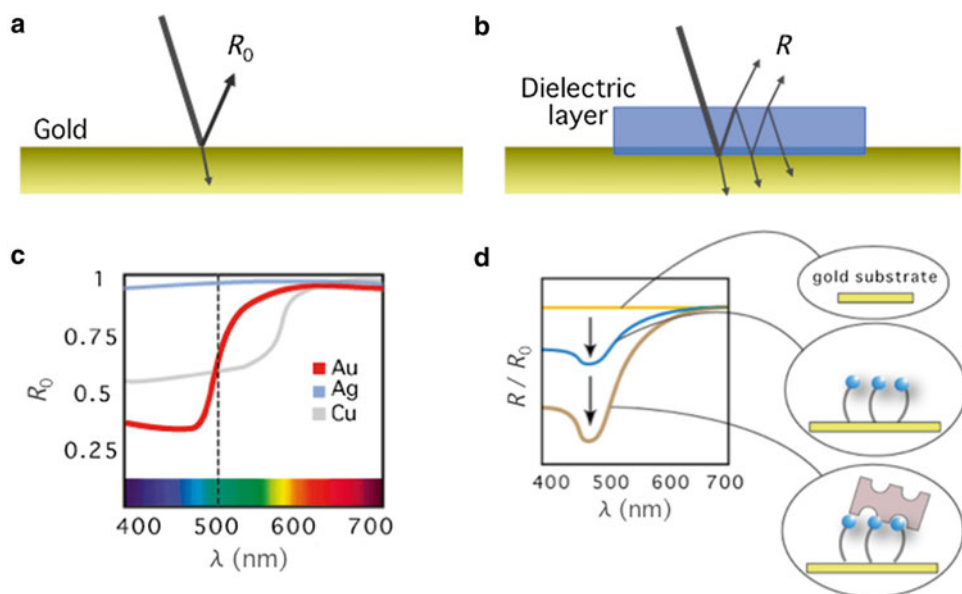 a
R0
Gold
b
R
Dielectric
layer
c
1
0.75
0.5
0.25
R0
Au
Ag
Cu
400 500 600 700
λ (nm)
d
R / R0
400 500 600 700
λ (nm)
gold substrate